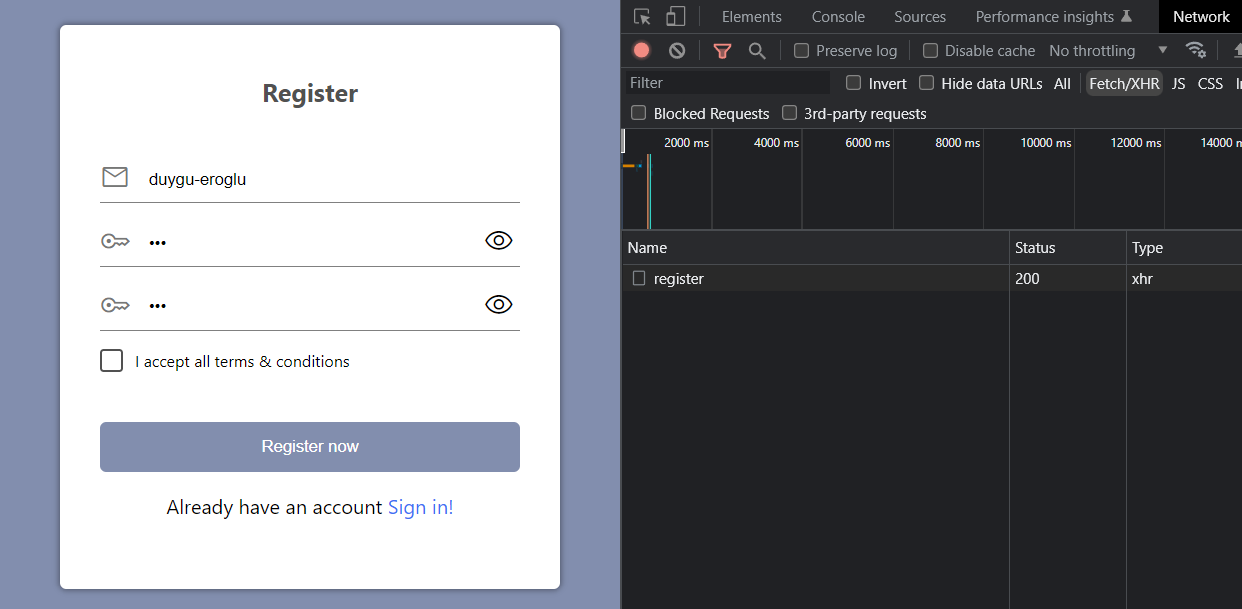 Register
duygu-eroglu
•••
•••
I accept all terms & conditions
Register now
Already have an account Sign in!
Elements Console Sources Performance insights Network
Preserve log Disable cache No throttling
Filter Invert Hide data URLs All Fetch/XHR JS CSS
Blocked Requests 3rd-party requests
2000 ms 4000 ms 6000 ms 8000 ms 10000 ms 12000 ms 14000
Name Status Type
register 200 xhr